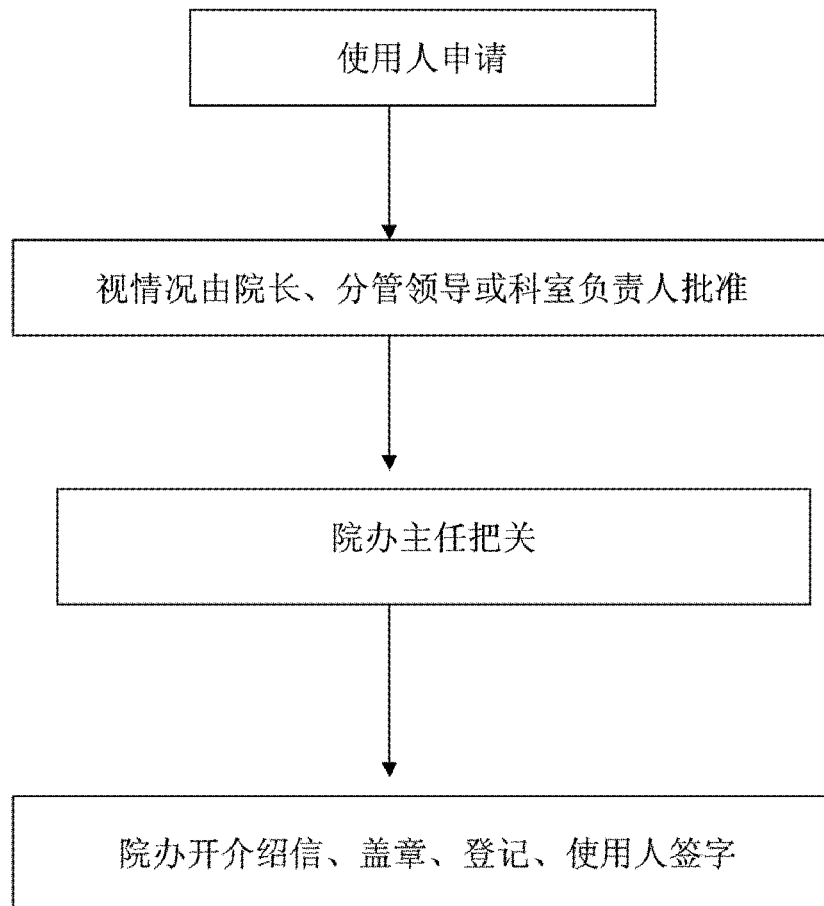 使用人申请
视情况由院长、分管领导或科室负责人批准
院办主任把关
院办开介绍信、盖章、登记、使用人签字